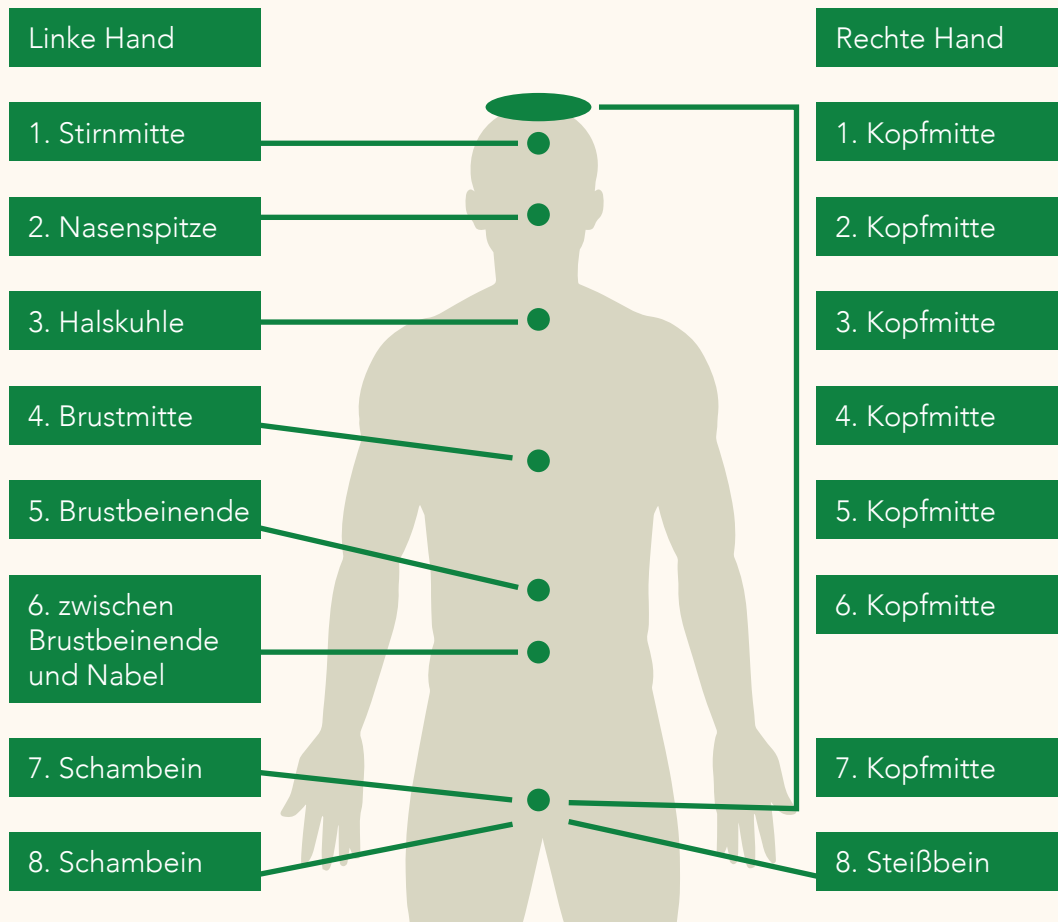 Linke Hand
1. Stirnmitte
2. Nasenspitze
3. Halskuhle
4. Brustmitte
5. Brustbeinende
6. zwischen
Brustbeinende
und Nabel
7. Schambein
8. Schambein
Rechte Hand
1. Kopfmitte
2. Kopfmitte
3. Kopfmitte
4. Kopfmitte
5. Kopfmitte
6. Kopfmitte
7. Kopfmitte
8. Steißbein